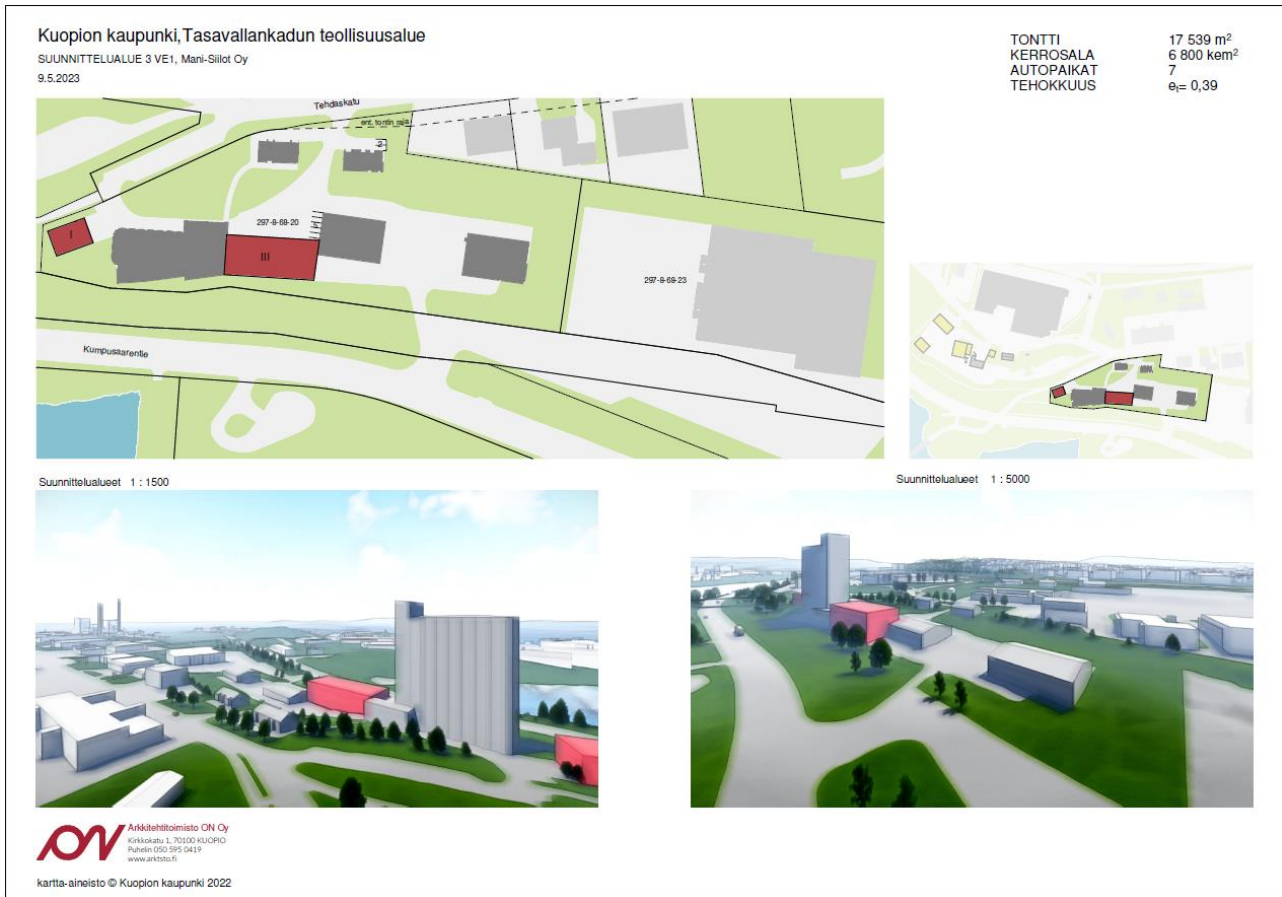 Kuopion kaupunki,Tasavallankadun teollisuusalue
SUUNNITTELUALUE 3 VE1, Mani-Siilot Oy
9.5.2023
TONTTI 17 539 m²
KERROSALA 6 800 kem²
AUTOPAIKAT 7
TEHOKKUUS eₜ= 0,39
Tehdaskatu
ent. tontin raja
2
I
297-9-68-20
III
297-9-68-23
Kumpusaarentie
Suunnittelualueet 1 : 1500
Suunnittelualueet 1 : 5000
ON
Arkkitehtitoimisto ON Oy
Kirkkokatu 1, 70100 KUOPIO
Puhelin 050 595 0419
www.arktsto.fi
kartta-aineisto © Kuopion kaupunki 2022